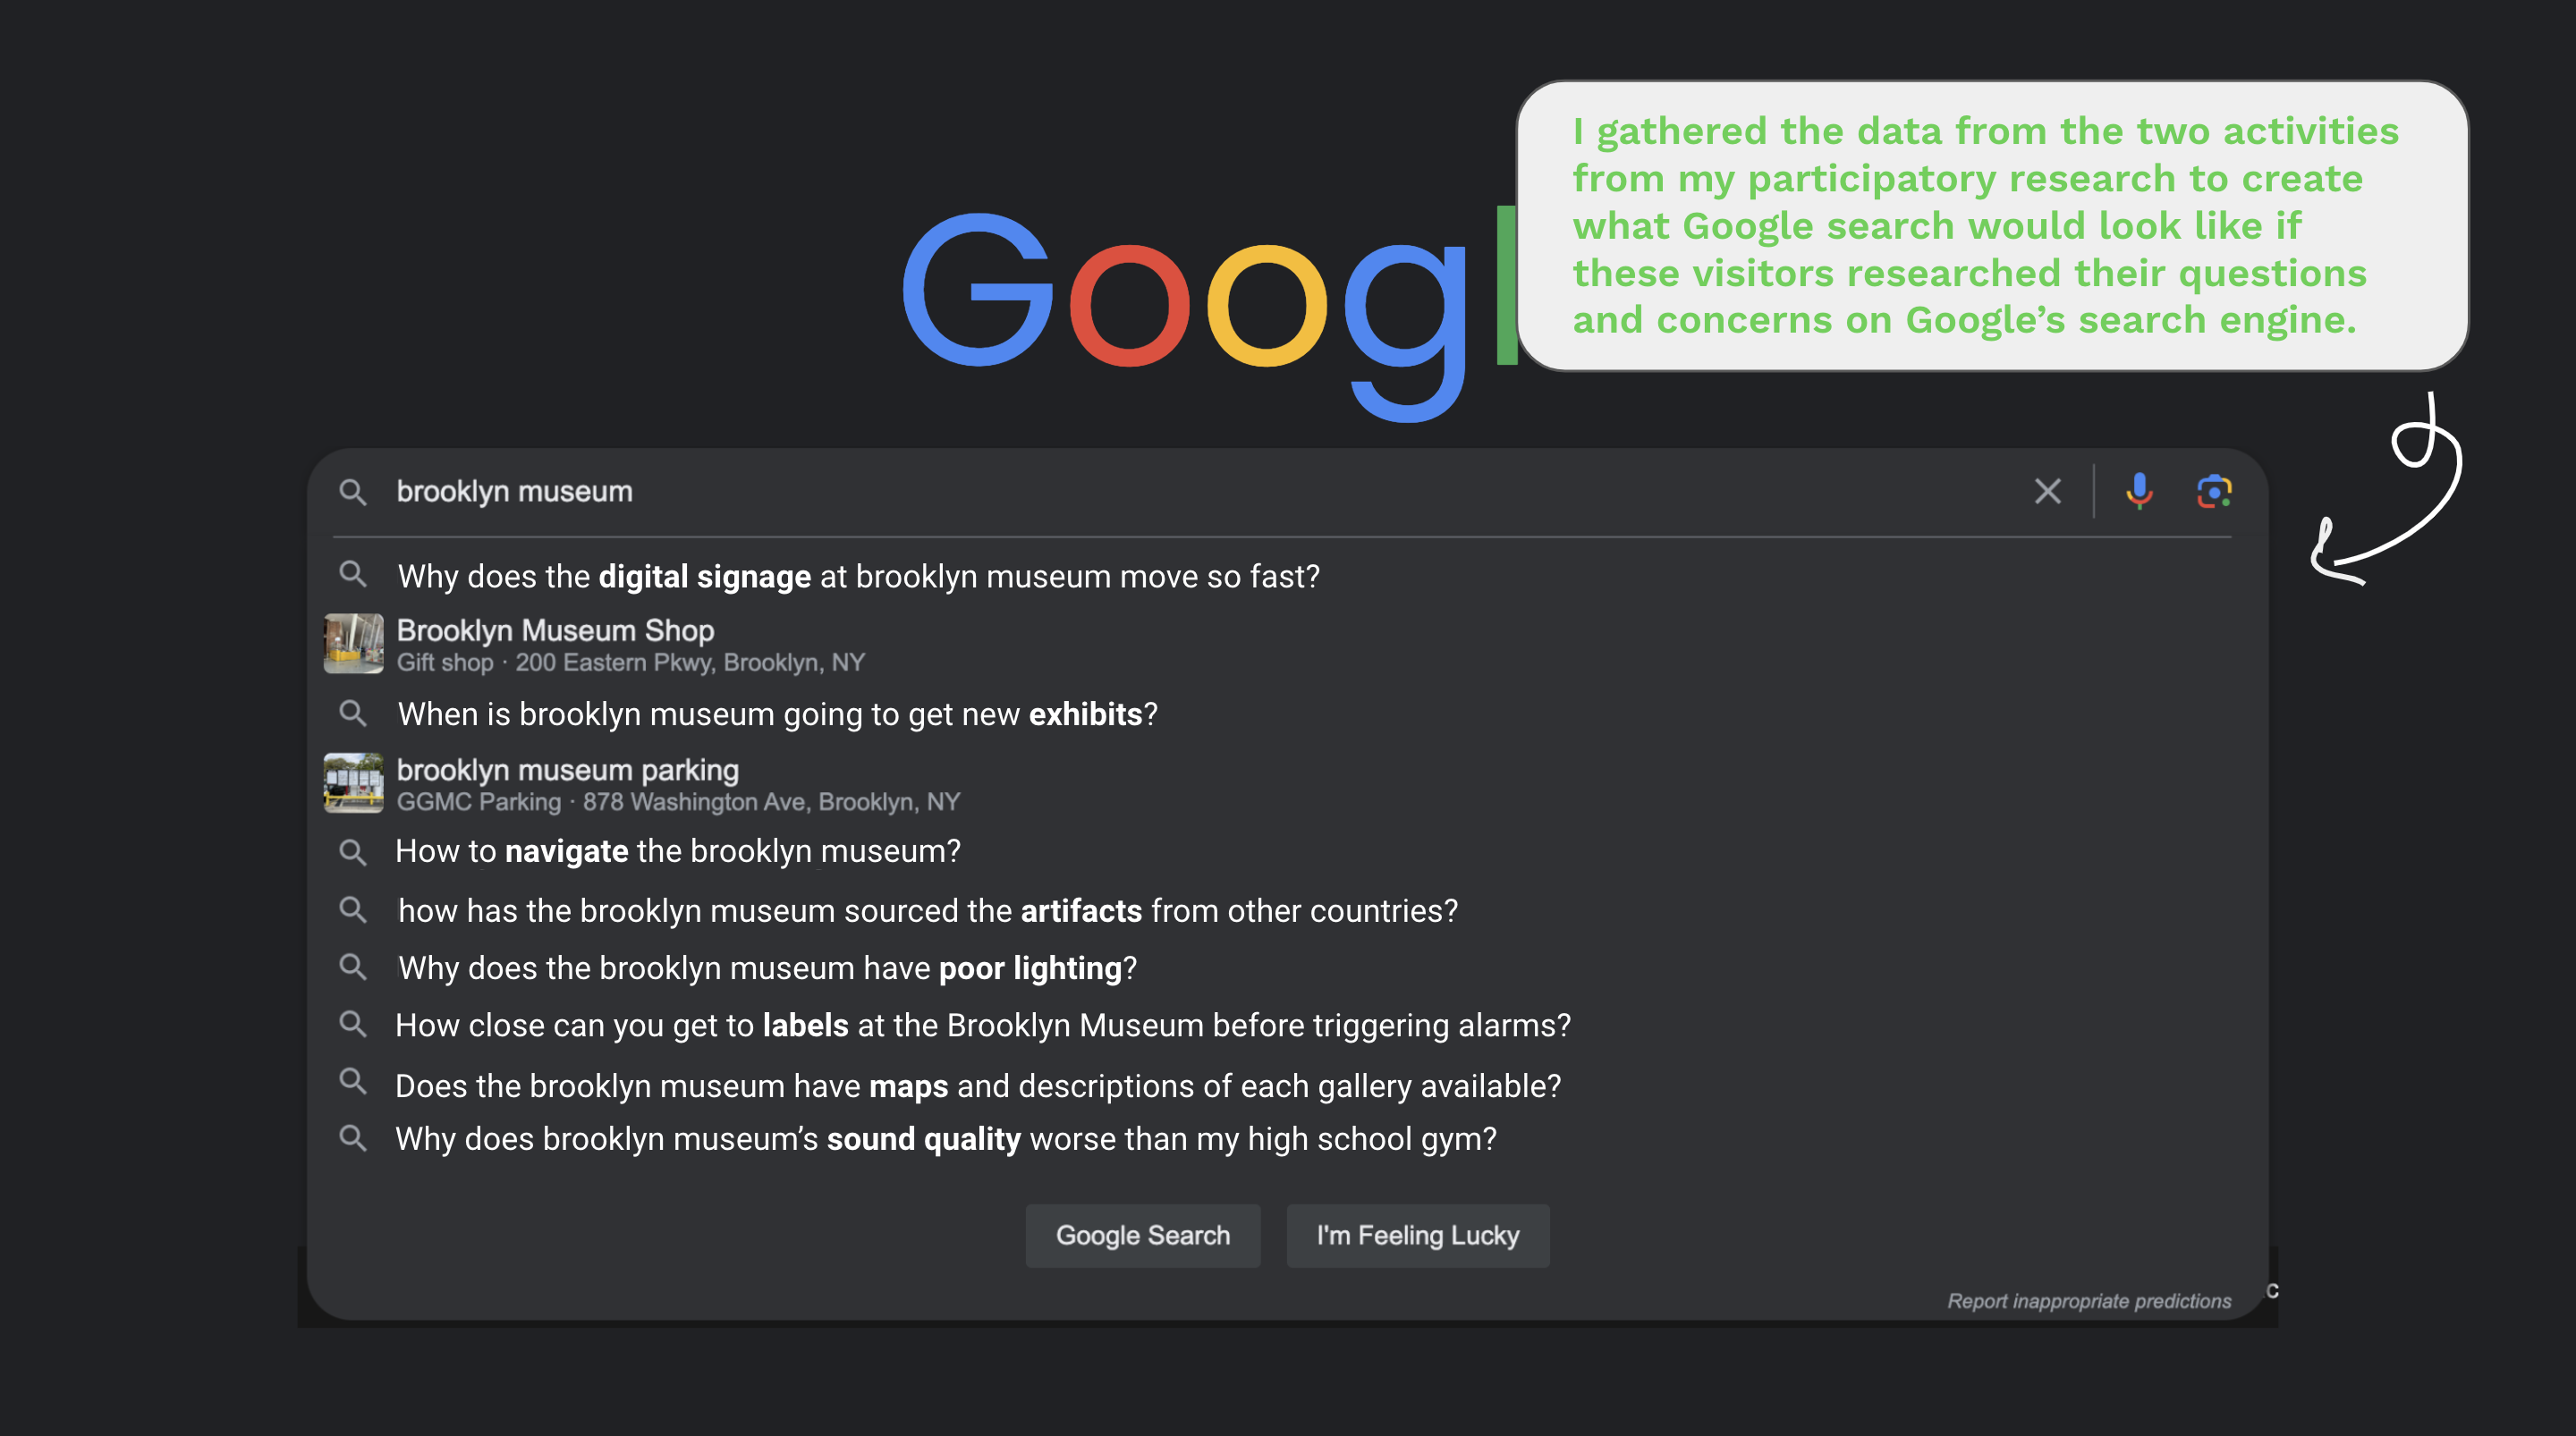 I gathered the data from the two activities
from my participatory research to create
what Google search would look like if
these visitors researched their questions
and concerns on Google’s search engine.
Googl
brooklyn museum
Why does the digital signage at brooklyn museum move so fast?
Brooklyn Museum Shop
Gift shop · 200 Eastern Pkwy, Brooklyn, NY
When is brooklyn museum going to get new exhibits?
brooklyn museum parking
GGMC Parking · 878 Washington Ave, Brooklyn, NY
How to navigate the brooklyn museum?
how has the brooklyn museum sourced the artifacts from other countries?
Why does the brooklyn museum have poor lighting?
How close can you get to labels at the Brooklyn Museum before triggering alarms?
Does the brooklyn museum have maps and descriptions of each gallery available?
Why does brooklyn museum’s sound quality worse than my high school gym?
Google Search
I'm Feeling Lucky
Report inappropriate predictions